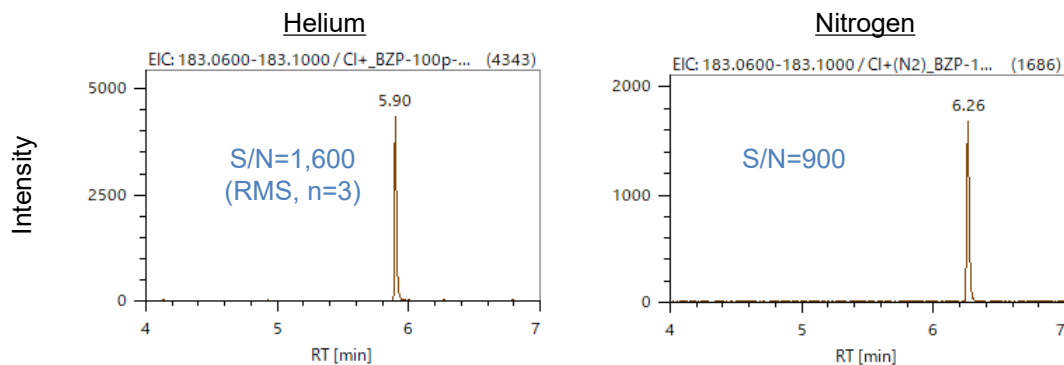 Helium
EIC: 183.0600-183.1000 / CI+_BZP-100p-... (4343)
Intensity
5000
2500
0
5.90
S/N=1,600
(RMS, n=3)
4 5 6 7
RT [min]
Nitrogen
EIC: 183.0600-183.1000 / CI+(N2)_BZP-1... (1686)
2000
1000
0
6.26
S/N=900
4 5 6 7
RT [min]